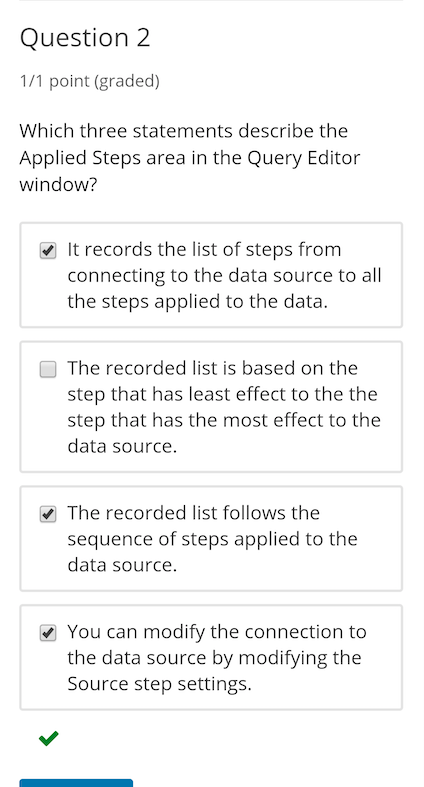 Question 2
1/1 point (graded)
Which three statements describe the
Applied Steps area in the Query Editor
window?
It records the list of steps from
connecting to the data source to all
the steps applied to the data.
The recorded list is based on the
step that has least effect to the the
step that has the most effect to the
data source.
The recorded list follows the
sequence of steps applied to the
data source.
You can modify the connection to
the data source by modifying the
Source step settings.